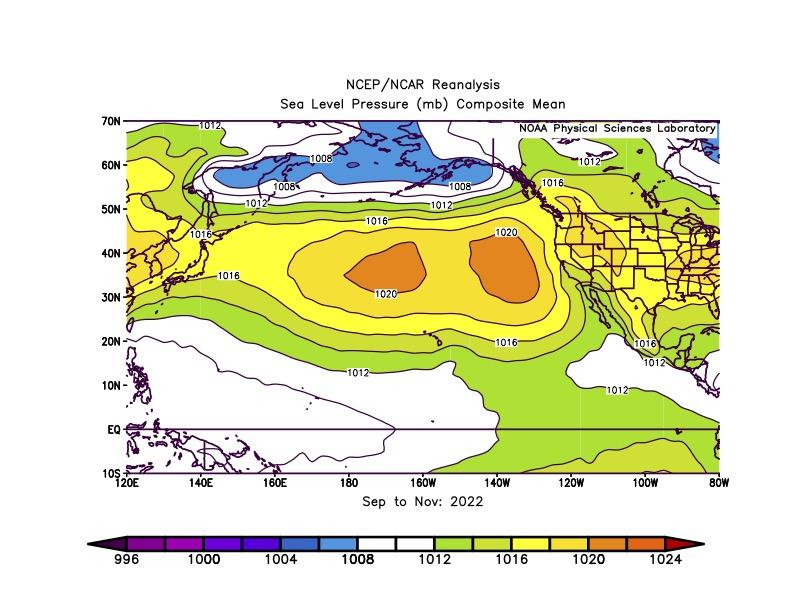 NCEP/NCAR Reanalysis
Sea Level Pressure (mb) Composite Mean
70N
NOAA Physical Sciences Laboratory
1012
1008
1012
60N
1008
1008
1016
1012
1012
50N
1016
1016
1020
40N
1016
1020
30N
20N
1016
1016
1012
1012
10N
1012
EQ
10S
120E 140E 160E 180 160W 140W 120W 100W 80W
Sep to Nov: 2022
996 1000 1004 1008 1012 1016 1020 1024